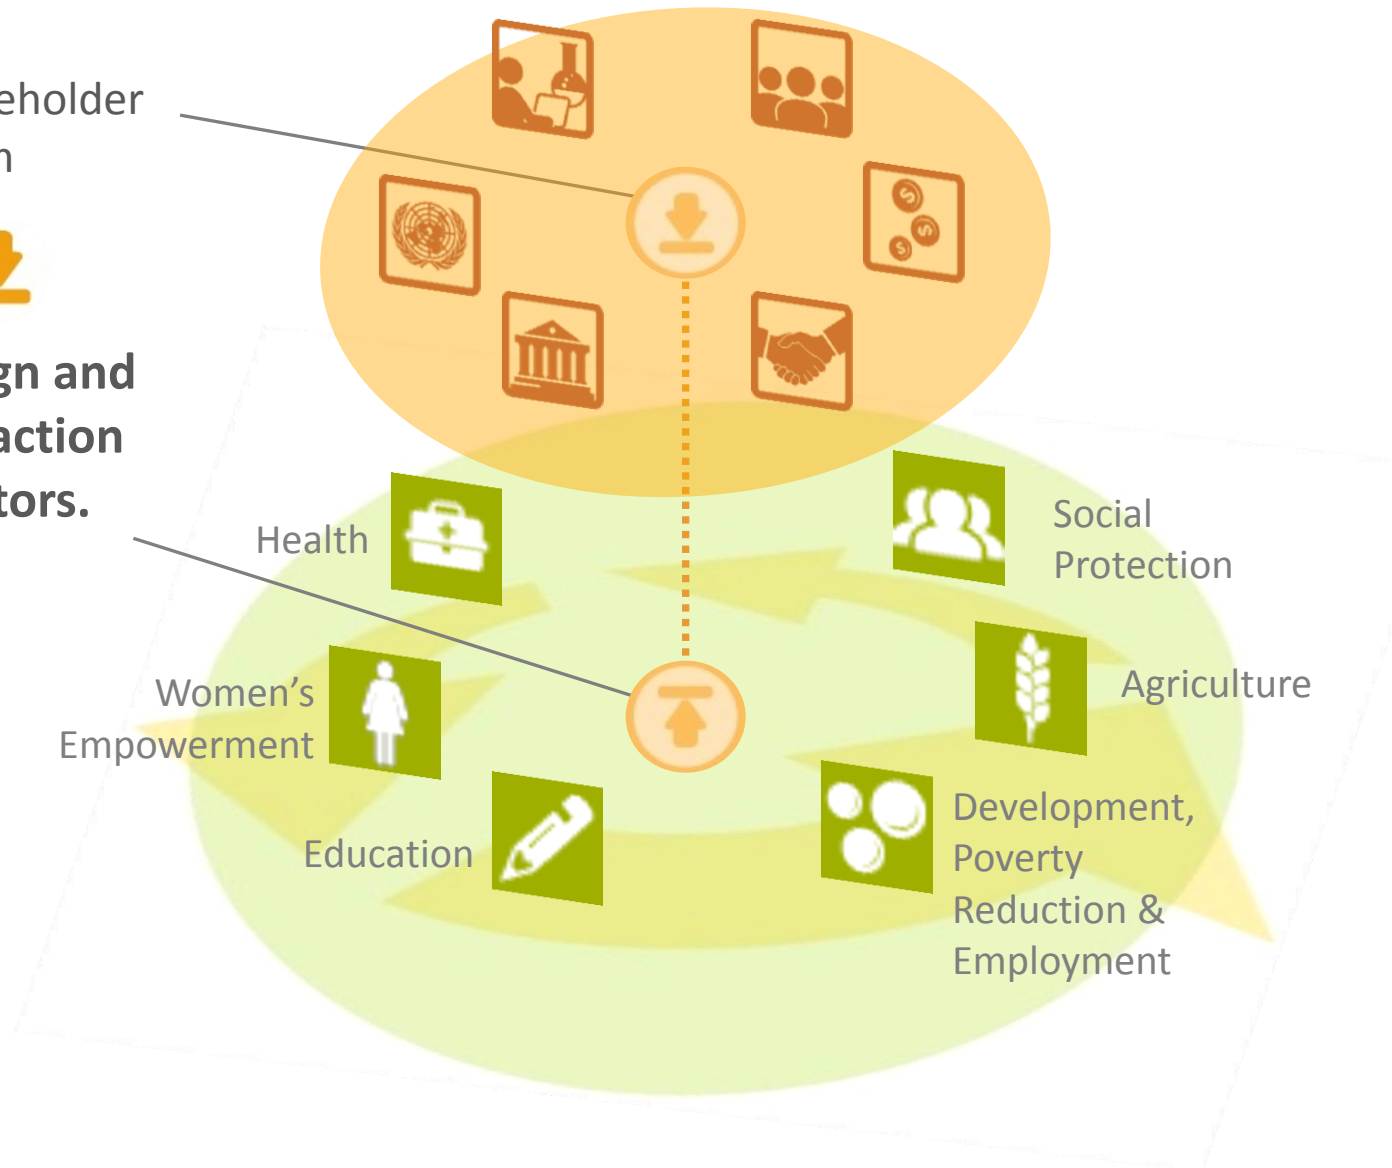 eholder
n
gn and
action
tors.
Health
Social
Protection
Women's
Empowerment
Agriculture
Education
Development,
Poverty
Reduction &
Employment